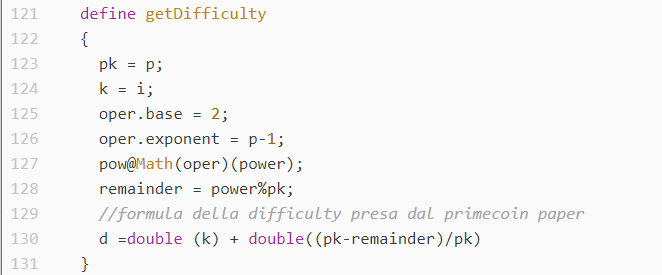 121 define getDifficulty
122 {
123 pk = p;
124 k = i;
125 oper.base = 2;
126 oper.exponent = p-1;
127 pow@Math(oper)(power);
128 remainder = power%pk;
129 //formula della difficulty presa dal primecoin paper
130 d =double (k) + double((pk-remainder)/pk)
131 }